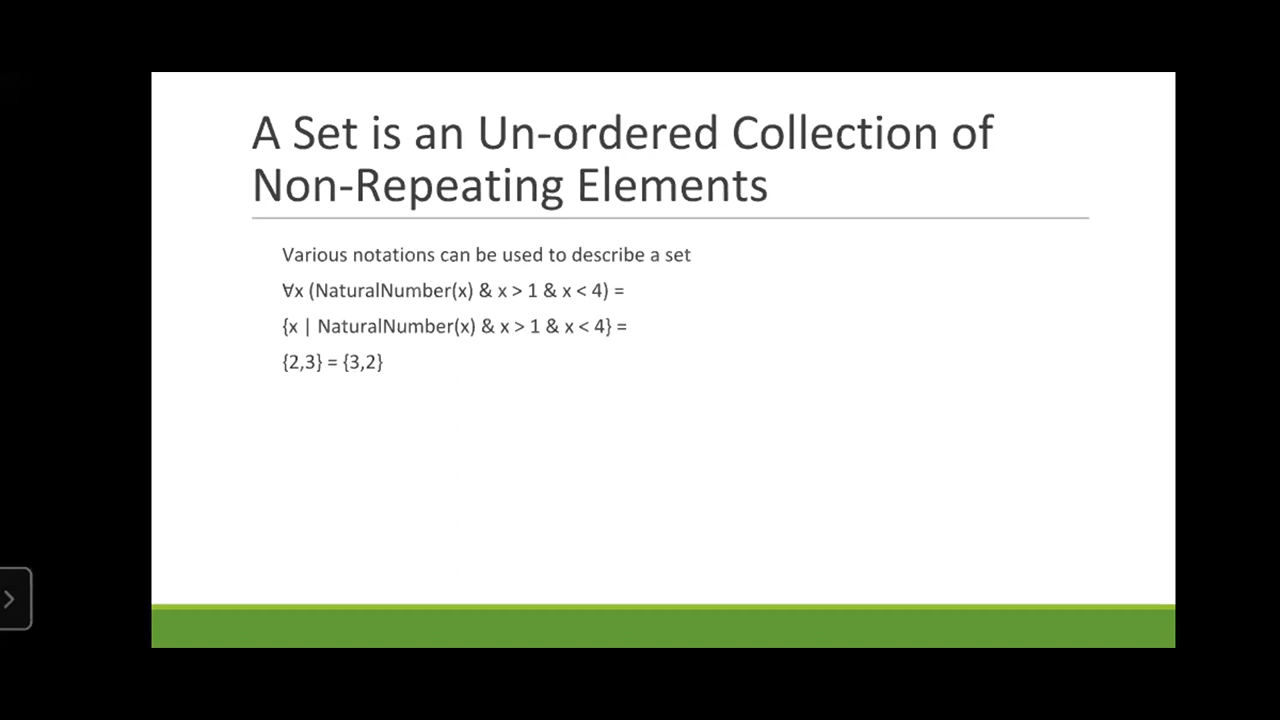 A Set is an Un-ordered Collection of
Non-Repeating Elements
Various notations can be used to describe a set
∀x (NaturalNumber(x) & x > 1 & x < 4) =
{x | NaturalNumber(x) & x > 1 & x < 4} =
{2,3} = {3,2}